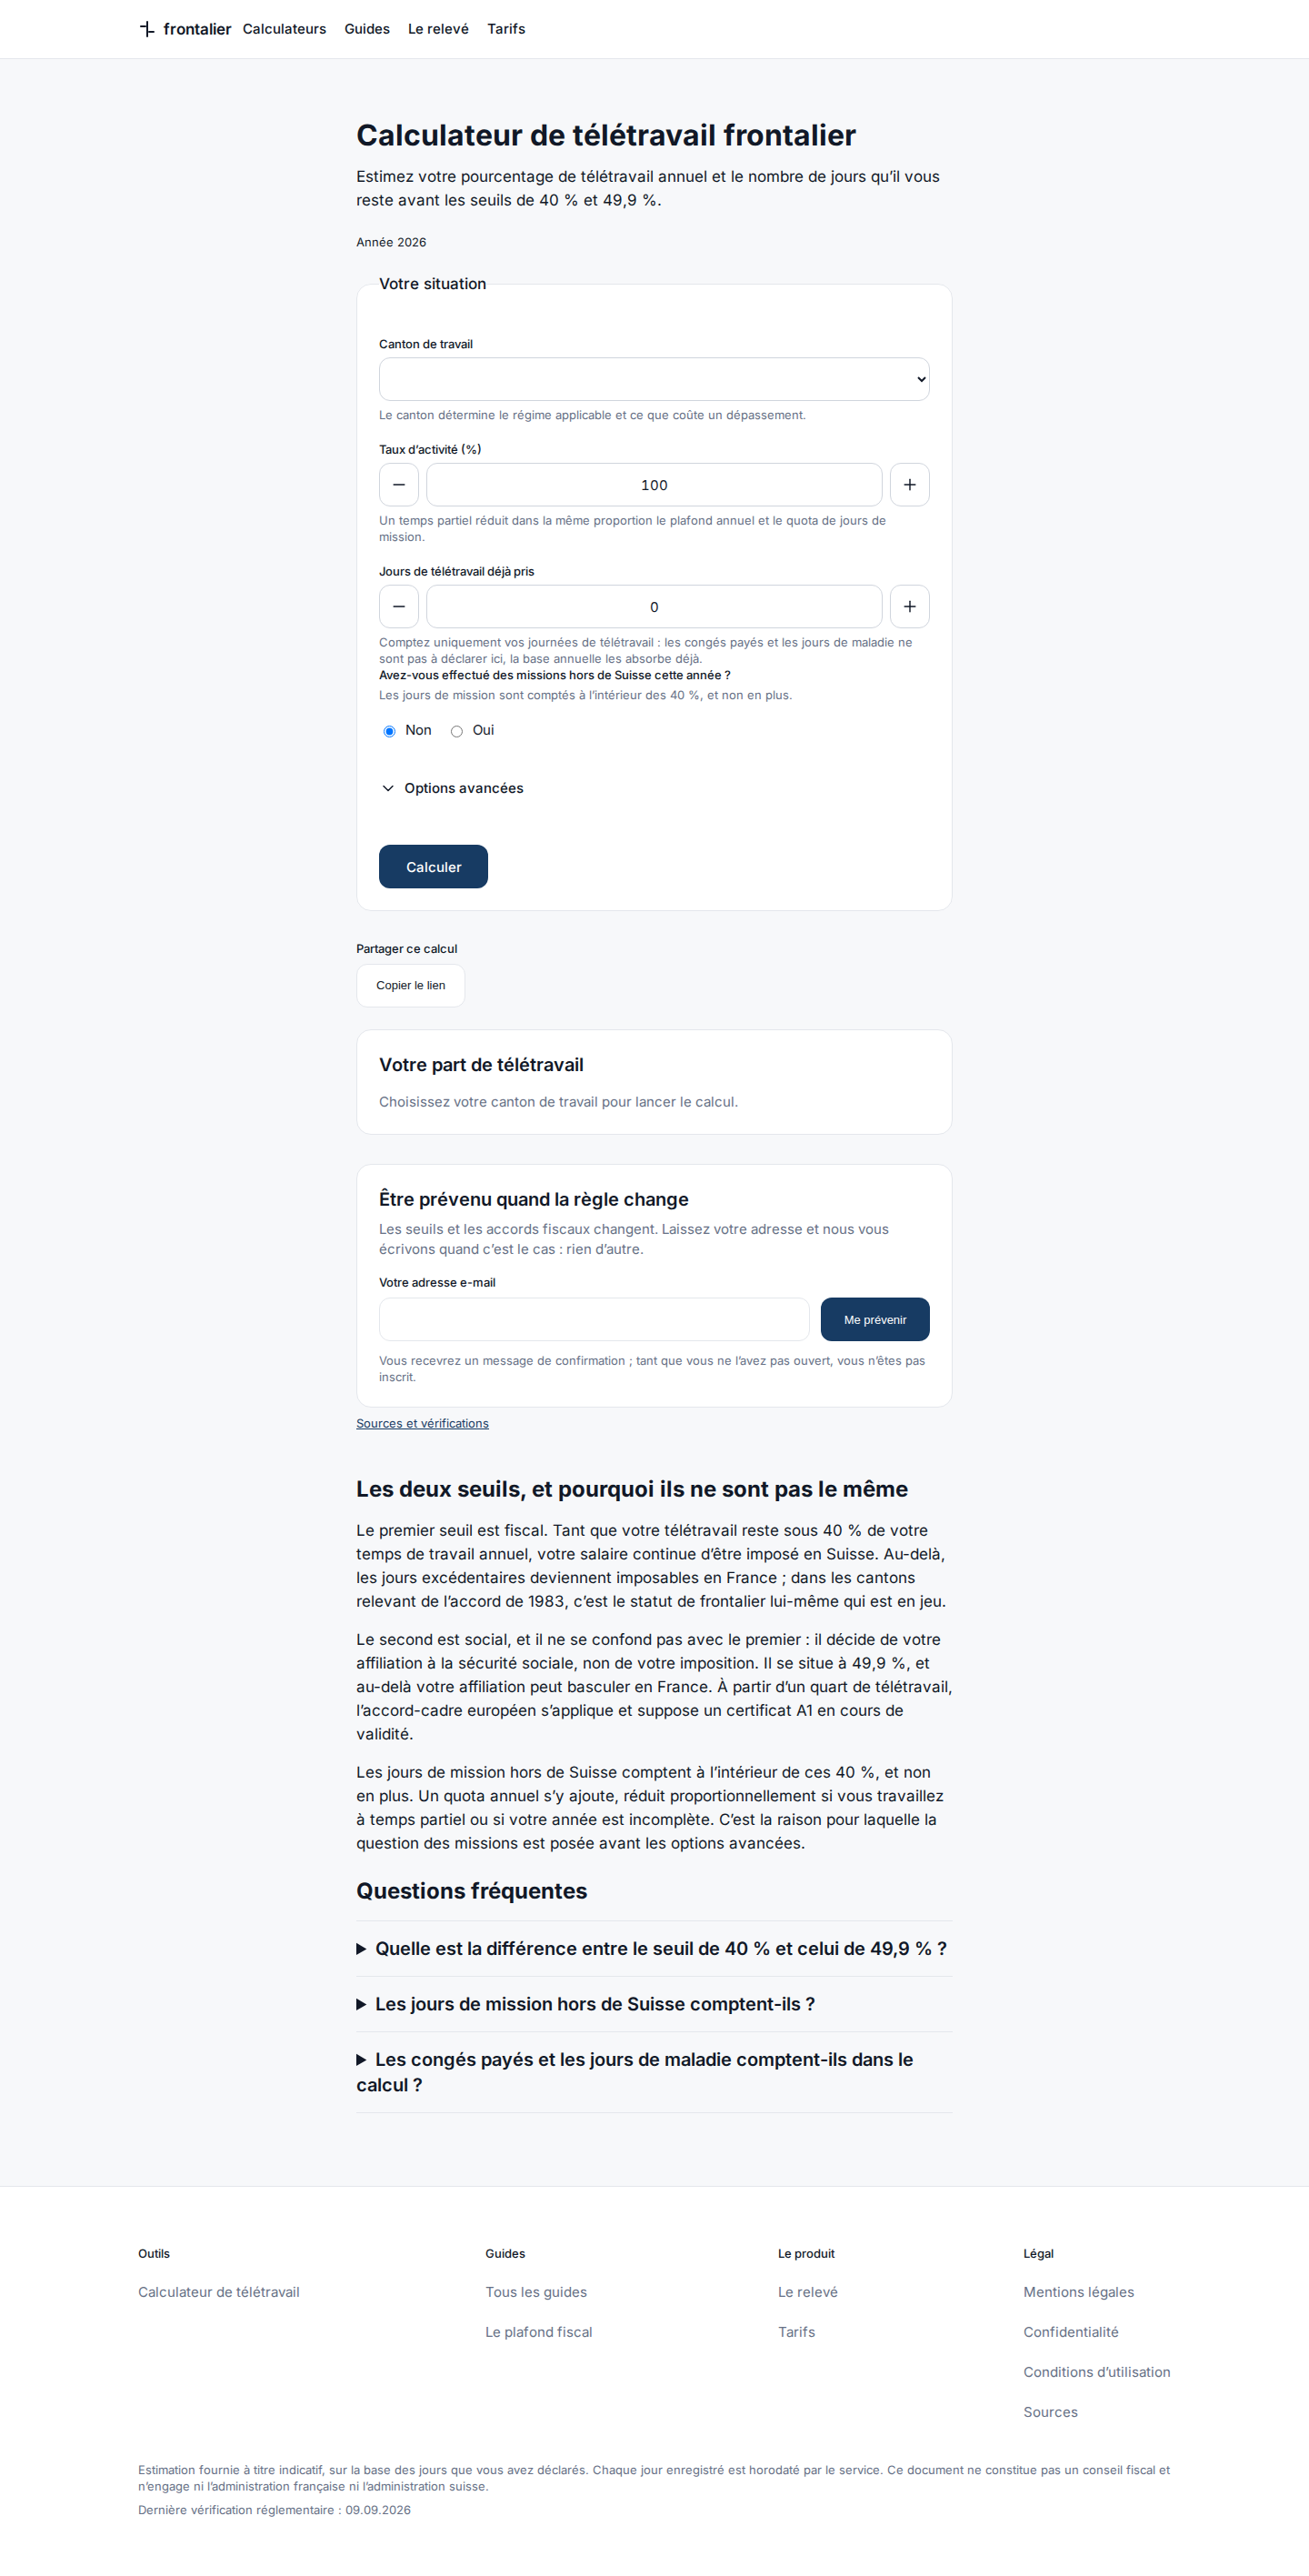 frontalier Calculateurs Guides Le relevé Tarifs
Calculateur de télétravail frontalier
Estimez votre pourcentage de télétravail annuel et le nombre de jours qu’il vous
reste avant les seuils de 40 % et 49,9 %.
Année 2026
Votre situation
Canton de travail
Le canton détermine le régime applicable et ce que coûte un dépassement.
Taux d’activité (%)
100
Un temps partiel réduit dans la même proportion le plafond annuel et le quota de jours de
mission.
Jours de télétravail déjà pris
0
Comptez uniquement vos journées de télétravail : les congés payés et les jours de maladie ne
sont pas à déclarer ici, la base annuelle les absorbe déjà.
Avez-vous effectué des missions hors de Suisse cette année ?
Les jours de mission sont comptés à l’intérieur des 40 %, et non en plus.
Non Oui
Options avancées
Calculer
Partager ce calcul
Copier le lien
Votre part de télétravail
Choisissez votre canton de travail pour lancer le calcul.
Être prévenu quand la règle change
Les seuils et les accords fiscaux changent. Laissez votre adresse et nous vous
écrivons quand c’est le cas : rien d’autre.
Votre adresse e-mail
Me prévenir
Vous recevrez un message de confirmation ; tant que vous ne l’avez pas ouvert, vous n’êtes pas
inscrit.
Sources et vérifications
Les deux seuils, et pourquoi ils ne sont pas le même
Le premier seuil est fiscal. Tant que votre télétravail reste sous 40 % de votre
temps de travail annuel, votre salaire continue d’être imposé en Suisse. Au-delà,
les jours excédentaires deviennent imposables en France ; dans les cantons
relevant de l’accord de 1983, c’est le statut de frontalier lui-même qui est en jeu.
Le second est social, et il ne se confond pas avec le premier : il décide de votre
affiliation à la sécurité sociale, non de votre imposition. Il se situe à 49,9 %, et
au-delà votre affiliation peut basculer en France. À partir d’un quart de télétravail,
l’accord-cadre européen s’applique et suppose un certificat A1 en cours de
validité.
Les jours de mission hors de Suisse comptent à l’intérieur de ces 40 %, et non
en plus. Un quota annuel s’y ajoute, réduit proportionnellement si vous travaillez
à temps partiel ou si votre année est incomplète. C’est la raison pour laquelle la
question des missions est posée avant les options avancées.
Questions fréquentes
Quelle est la différence entre le seuil de 40 % et celui de 49,9 % ?
Les jours de mission hors de Suisse comptent-ils ?
Les congés payés et les jours de maladie comptent-ils dans le
calcul ?
Outils Guides Le produit Légal
Calculateur de télétravail Tous les guides Le relevé Mentions légales
Le plafond fiscal Tarifs Confidentialité
Conditions d’utilisation
Sources
Estimation fournie à titre indicatif, sur la base des jours que vous avez déclarés. Chaque jour enregistré est horodaté par le service. Ce document ne constitue pas un conseil fiscal et
n’engage ni l’administration française ni l’administration suisse.
Dernière vérification réglementaire : 09.09.2026